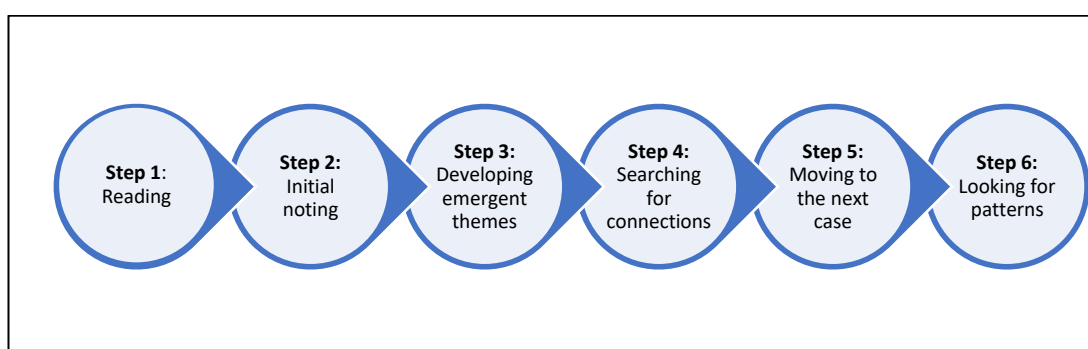 Step 1:
Reading
Step 2:
Initial
noting
Step 3:
Developing
emergent
themes
Step 4:
Searching
for
connections
Step 5:
Moving to
the next
case
Step 6:
Looking for
patterns